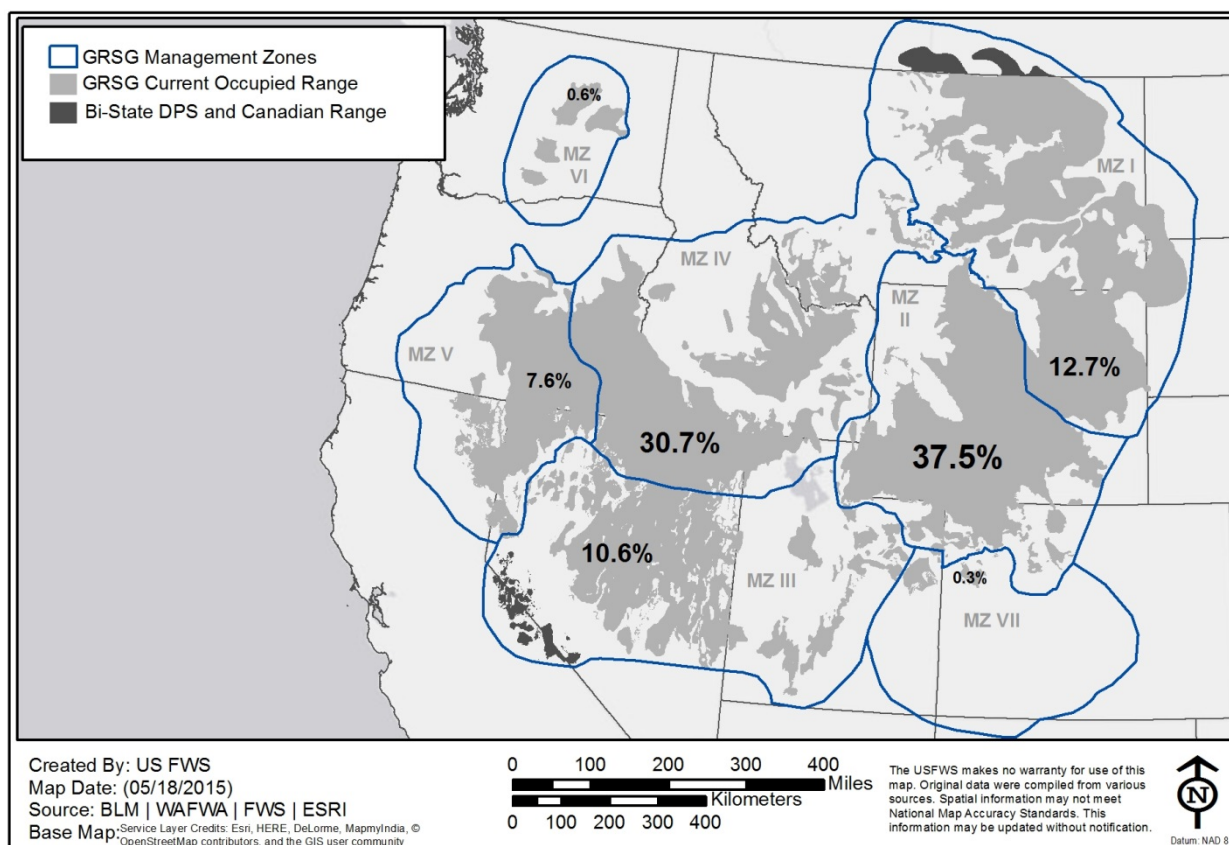 GRSG Management Zones
GRSG Current Occupied Range
Bi-State DPS and Canadian Range
0.6%
MZ
VI
MZ I
MZ IV
MZ
II
MZ V
7.6%
12.7%
30.7%
37.5%
10.6%
MZ III
0.3%
MZ VII
Created By: US FWS
Map Date: (05/18/2015)
Source: BLM | WAFWA | FWS | ESRI
Base Map: Service Layer Credits: Esri, HERE, DeLorme, MapmyIndia, ©
OpenStreetMap contributors, and the GIS user community
0 100 200 300 400
Miles
Kilometers
0 100 200 300 400
The USFWS makes no warranty for use of this
map. Original data were compiled from various
sources. Spatial information may not meet
National Map Accuracy Standards. This
information may be updated without notification.
N
Datum: NAD 8